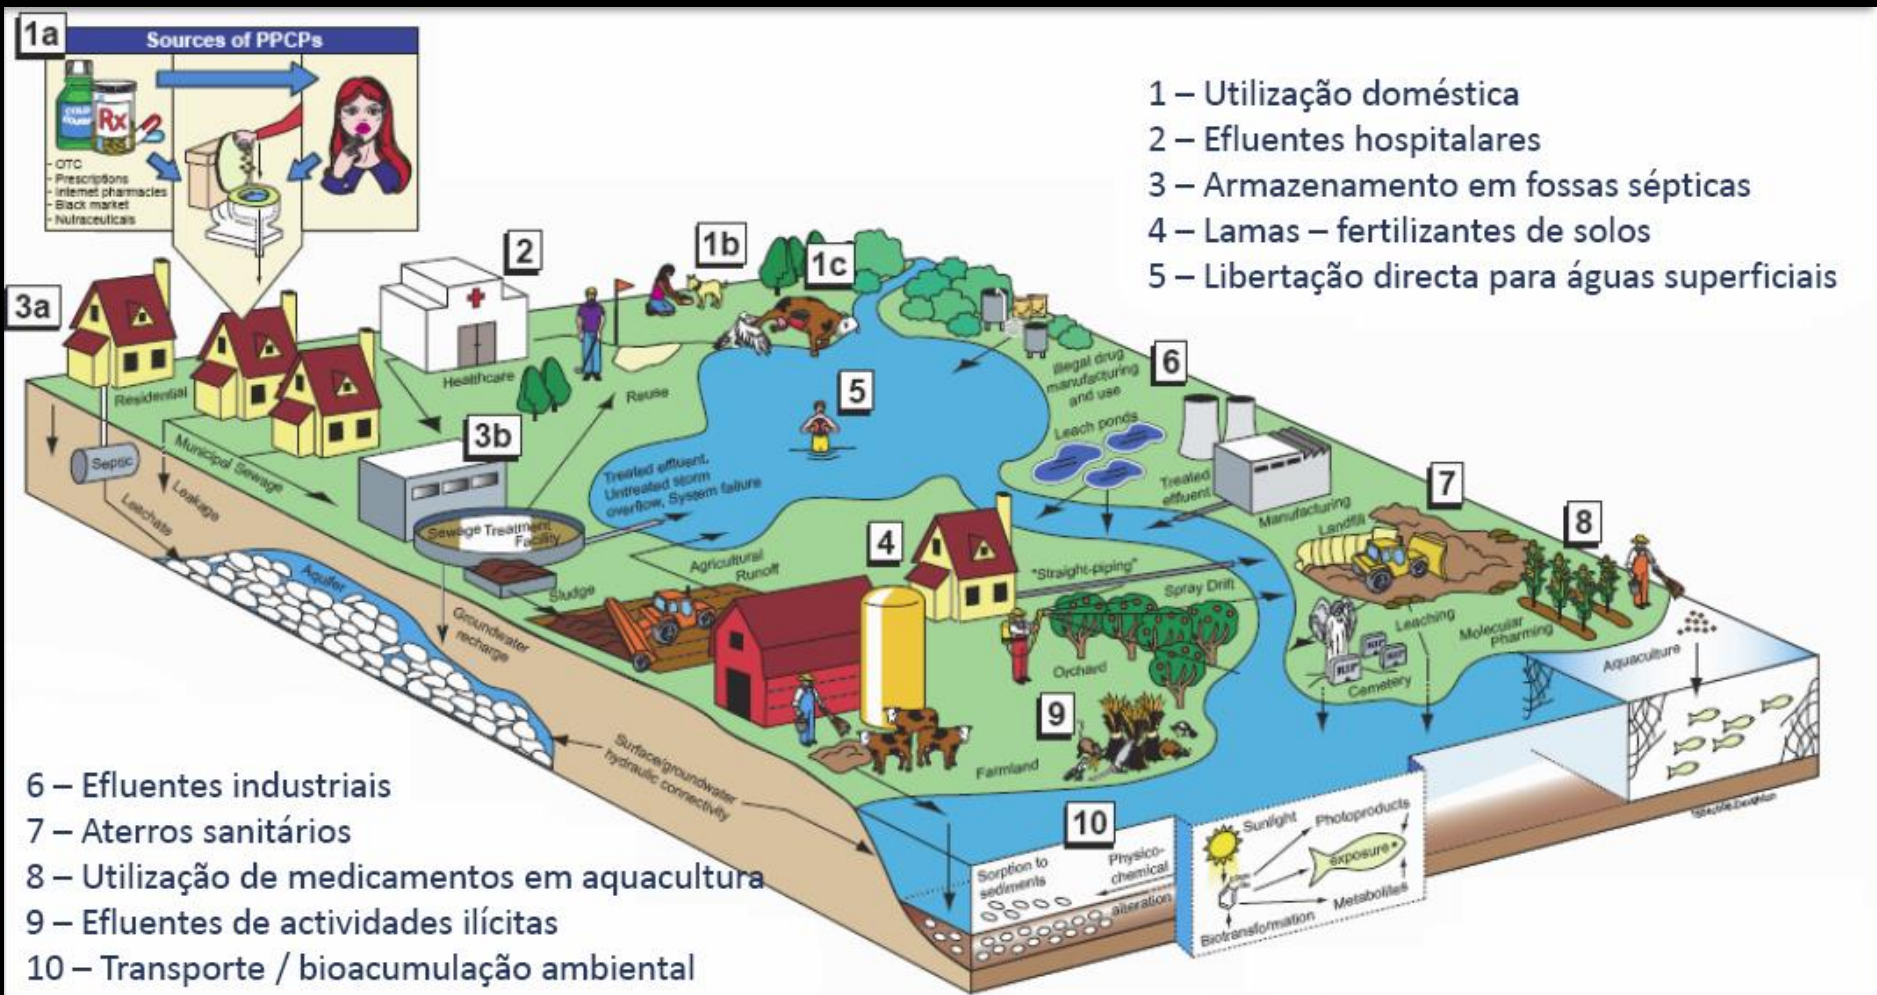 1a
Sources of PPCPs
COLD
Rx
- OTC
- Prescriptions
- Internet pharmacies
- Black market
- Nutraceuticals
1 – Utilização doméstica
2 – Efluentes hospitalares
3 – Armazenamento em fossas sépticas
4 – Lamas – fertilizantes de solos
5 – Libertação directa para águas superficiais
1b
1c
2
3a
Residential
Healthcare
Reuse
5
Illegal drug
manufacturing
and use
6
Leach ponds
3b
Septic
Municipal Sewage
Leakage
Leachate
Treated effluent,
Untreated storm
overflow, System failure
Treated
effluent
Manufacturing
7
Landfill
8
Sewage Treatment
Facility
4
Agricultural
Runoff
Sludge
"Straight-piping"
Spray Drift
Aquifer
Groundwater
recharge
Orchard
Leaching
Molecular
Pharming
RIP
RIP
RIP
Cemetery
Aquaculture
9
Farmland
Surface/groundwater
hydraulic connectivity
6 – Efluentes industriais
7 – Aterros sanitários
8 – Utilização de medicamentos em aquacultura
9 – Efluentes de actividades ilícitas
10 – Transporte / bioacumulação ambiental
10
Sorption to
sediments
Physico-
chemical
alteration
Sunlight
Photoproducts
exposure
Metabolites
Biotransformation